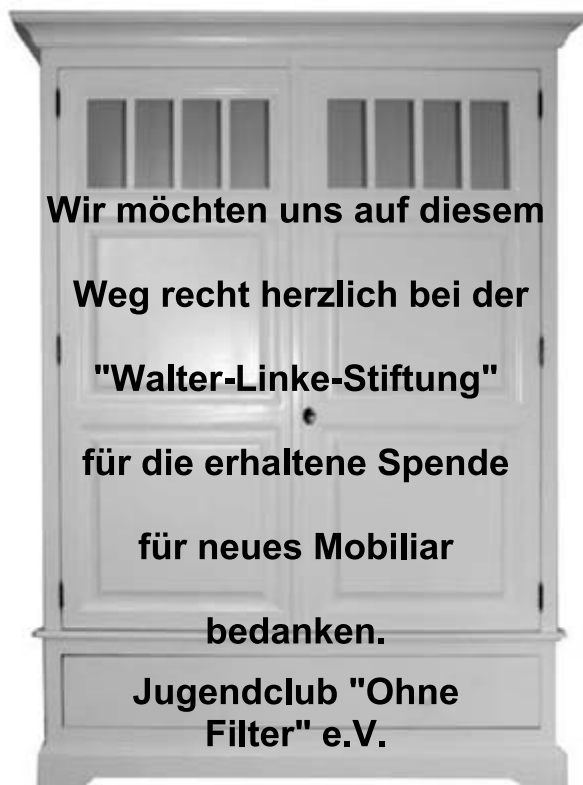 Wir möchten uns auf diesem
Weg recht herzlich bei der
"Walter-Linke-Stiftung"
für die erhaltene Spende
für neues Mobiliar
bedanken.
Jugendclub "Ohne
Filter" e.V.